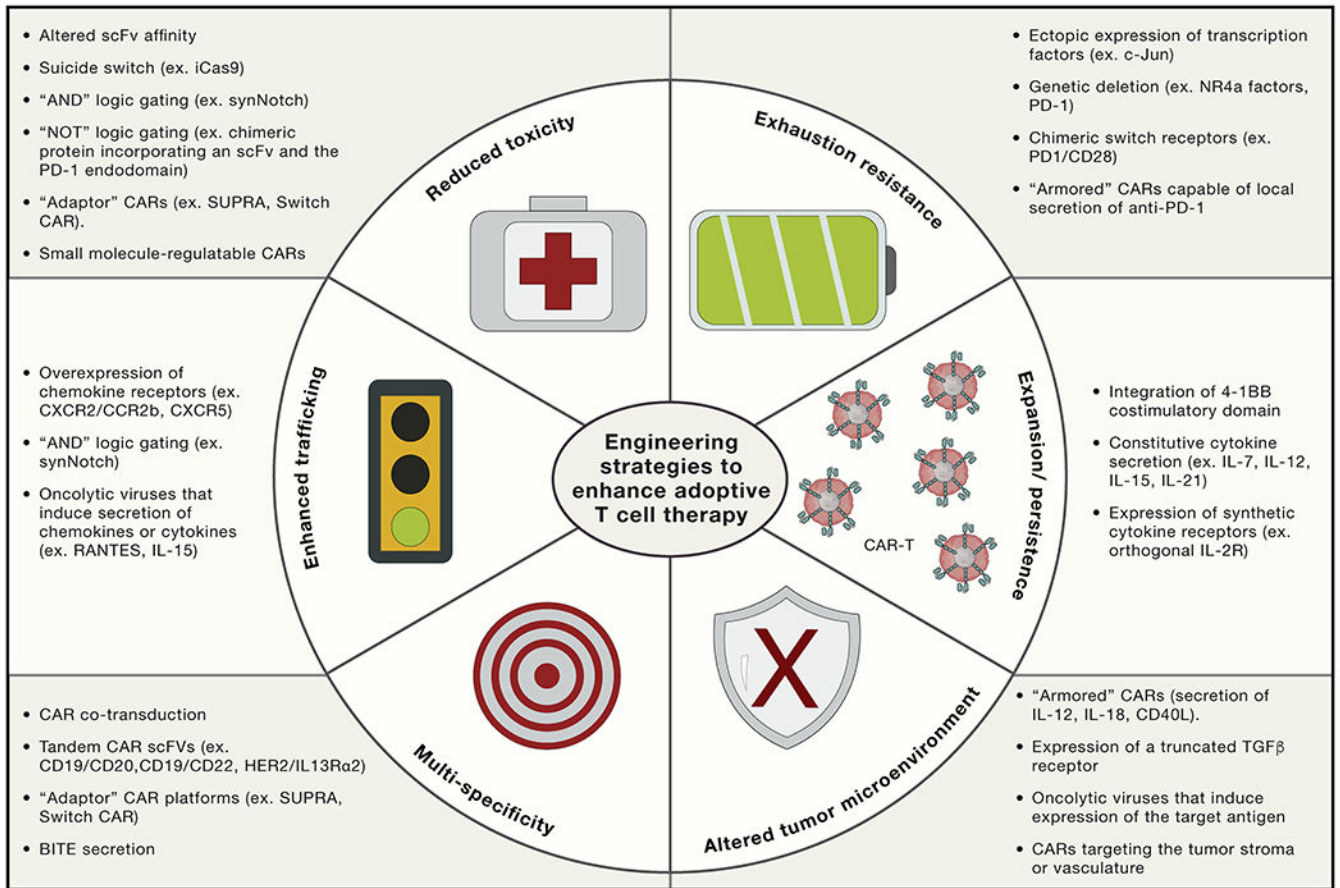 • Altered scFv affinity
• Suicide switch (ex. iCas9)
• “AND” logic gating (ex. synNotch)
• “NOT” logic gating (ex. chimeric
protein incorporating an scFv and the
PD-1 endodomain)
• “Adaptor” CARs (ex. SUPRA, Switch
CAR).
• Small molecule-regulatable CARs
Reduced toxicity
Exhaustion resistance
• Ectopic expression of transcription
factors (ex. c-Jun)
• Genetic deletion (ex. NR4a factors,
PD-1)
• Chimeric switch receptors (ex.
PD1/CD28)
• “Armored” CARs capable of local
secretion of anti-PD-1
• Overexpression of
chemokine receptors (ex.
CXCR2/CCR2b, CXCR5)
• “AND” logic gating (ex.
synNotch)
• Oncolytic viruses that
induce secretion of
chemokines or cytokines
(ex. RANTES, IL-15)
Enhanced trafficking
Engineering
strategies to
enhance adoptive
T cell therapy
CAR-T
Expansion/ persistence
• Integration of 4-1BB
costimulatory domain
• Constitutive cytokine
secretion (ex. IL-7, IL-12,
IL-15, IL-21)
• Expression of synthetic
cytokine receptors (ex.
orthogonal IL-2R)
• CAR co-transduction
• Tandem CAR scFVs (ex.
CD19/CD20,CD19/CD22, HER2/IL13Rα2)
• “Adaptor” CAR platforms (ex. SUPRA,
Switch CAR)
• BITE secretion
Multi-specificity
X
Altered tumor microenvironment
• “Armored” CARs (secretion of
IL-12, IL-18, CD40L).
• Expression of a truncated TGFβ
receptor
• Oncolytic viruses that induce
expression of the target antigen
• CARs targeting the tumor stroma
or vasculature